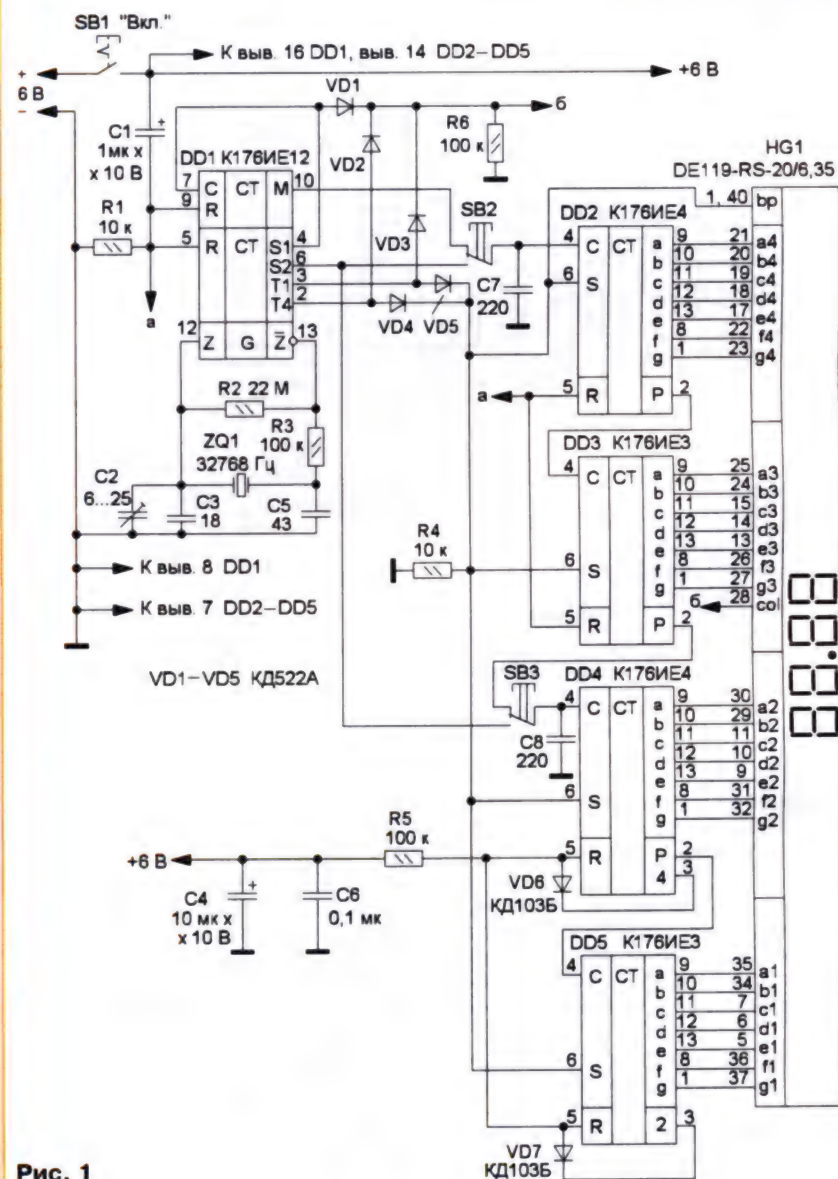 SB1 "Вкл."
К выв. 16 DD1, выв. 14 DD2–DD5
+
6 В
–
+6 В
VD1
б
C1
1мк х
х 10 В
+
DD1 К176ИЕ12
VD2
R6
100 к
HG1
DE119-RS-20/6,35
7 C CT M 10
9 R
R1
10 к
5 R CT S1 4
S2 6
T1 3
T4 2
а
12 Z G Z̅ 13
VD3
VD4 VD5
SB2
C7
220
R2 22 М
R3
100 к
ZQ1
32768 Гц
C2
6...25
C3
18
C5
43
К выв. 8 DD1
К выв. 7 DD2–DD5
VD1–VD5 КД522А
R4
10 к
1, 40 bp
DD2 К176ИЕ4
4 C CT a 9 21 a4
b 10 20 b4
6 S c 11 19 c4
d 12 18 d4
e 13 17 e4
f 8 22 f4
g 1 23 g4
а 5 R P 2
DD3 К176ИЕ3
4 C CT a 9 25 a3
b 10 24 b3
c 11 15 c3
d 12 14 d3
e 13 13 e3
6 S f 8 26 f3
g 1 27 g3
б 28 col
5 R P 2
SB3
DD4 К176ИЕ4
4 C CT a 9 30 a2
b 10 29 b2
C8
220
c 11 11 c2
d 12 10 d2
e 13 9 e2
6 S f 8 31 f2
g 1 32 g2
5 R P 2
4 3
+6 В
R5
100 к
C4
10 мк х
х 10 В
+
C6
0,1 мк
VD6
КД103Б
DD5 К176ИЕ3
4 C CT a 9 35 a1
b 10 34 b1
c 11 7 c1
d 12 6 d1
e 13 5 e1
6 S f 8 36 f1
g 1 37 g1
5 R 2 3
VD7
КД103Б
Рис. 1